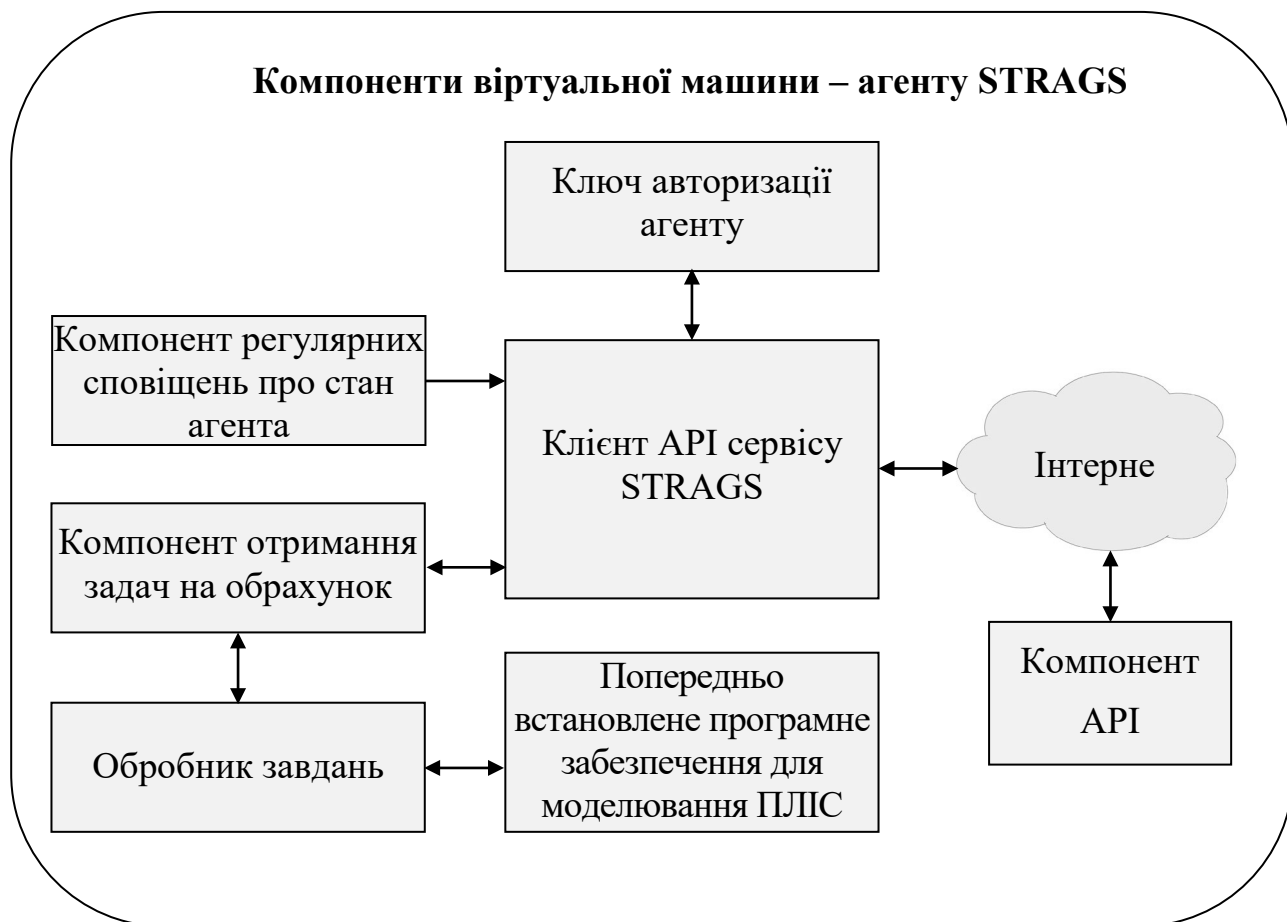 Компоненти віртуальної машини – агенту STRAGS
Ключ авторизації
агенту
Компонент регулярних
сповіщень про стан
агента
Клієнт API сервісу
STRAGS
Інтерне
Компонент отримання
задач на обрахунок
Компонент
API
Попередньо
встановлене програмне
забезпечення для
моделювання ПЛІС
Обробник завдань